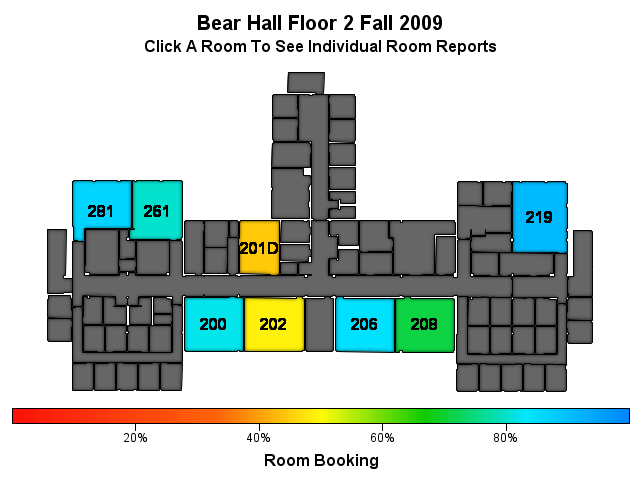 Bear Hall Floor 2 Fall 2009
Click A Room To See Individual Room Reports
281 261 219
201D
200 202 206 208
20% 40% 60% 80%
Room Booking